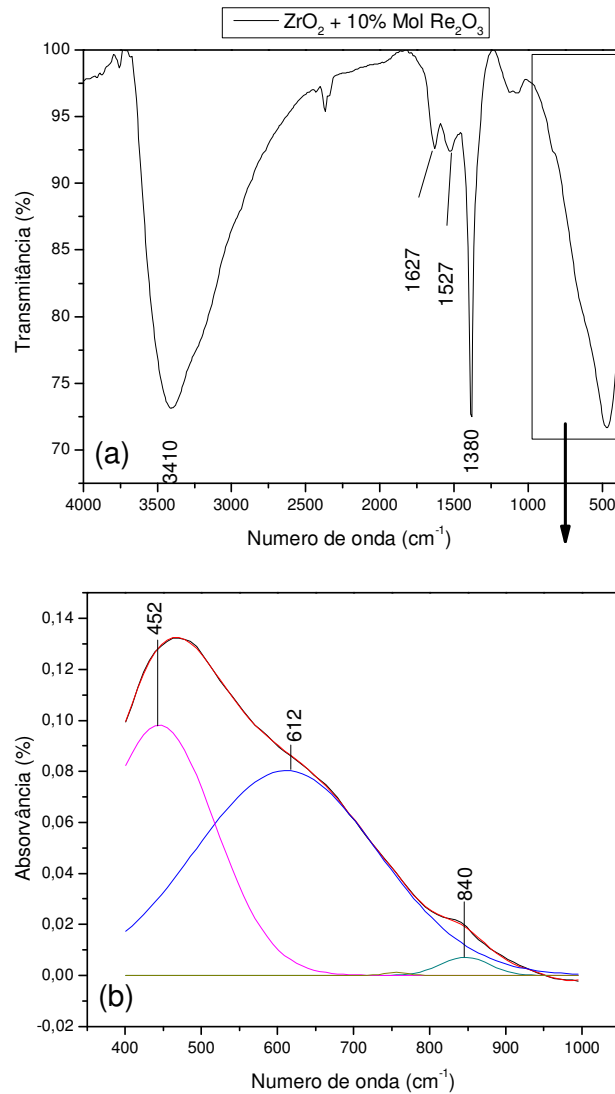 ZrO₂ + 10% Mol Re₂O₃
100
95
90
85
80
75
70
Transmitância (%)
1627
1527
3410
1380
(a)
4000 3500 3000 2500 2000 1500 1000 500
Numero de onda (cm⁻¹)
0,14
0,12
0,10
0,08
0,06
0,04
0,02
0,00
-0,02
Absorvância (%)
452
612
840
(b)
400 500 600 700 800 900 1000
Numero de onda (cm⁻¹)